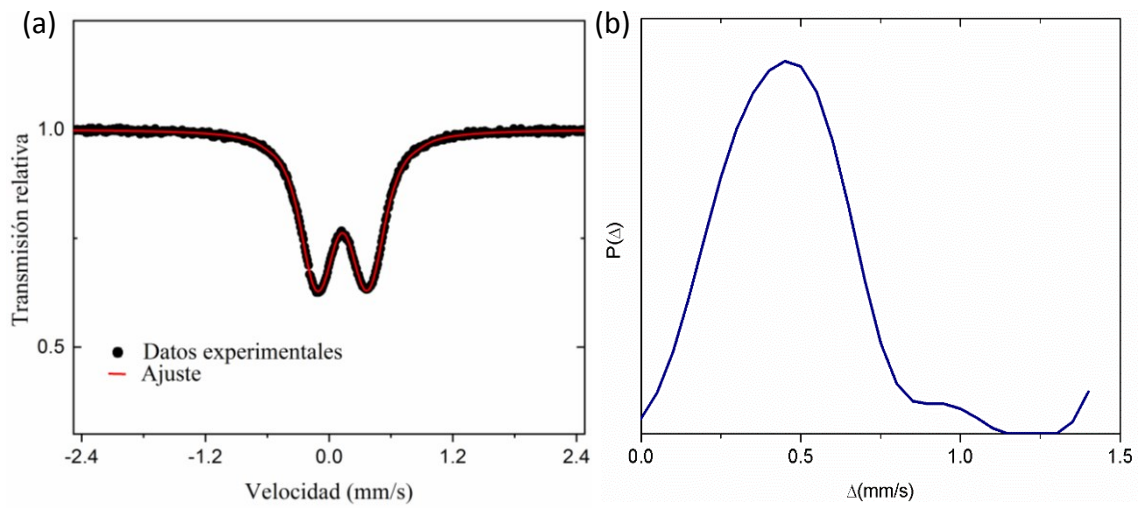 (a)
Transmisión relativa
1.0
0.5
Datos experimentales
Ajuste
-2.4 -1.2 0.0 1.2 2.4
Velocidad (mm/s)
(b)
P(Δ)
0.0 0.5 1.0 1.5
Δ(mm/s)